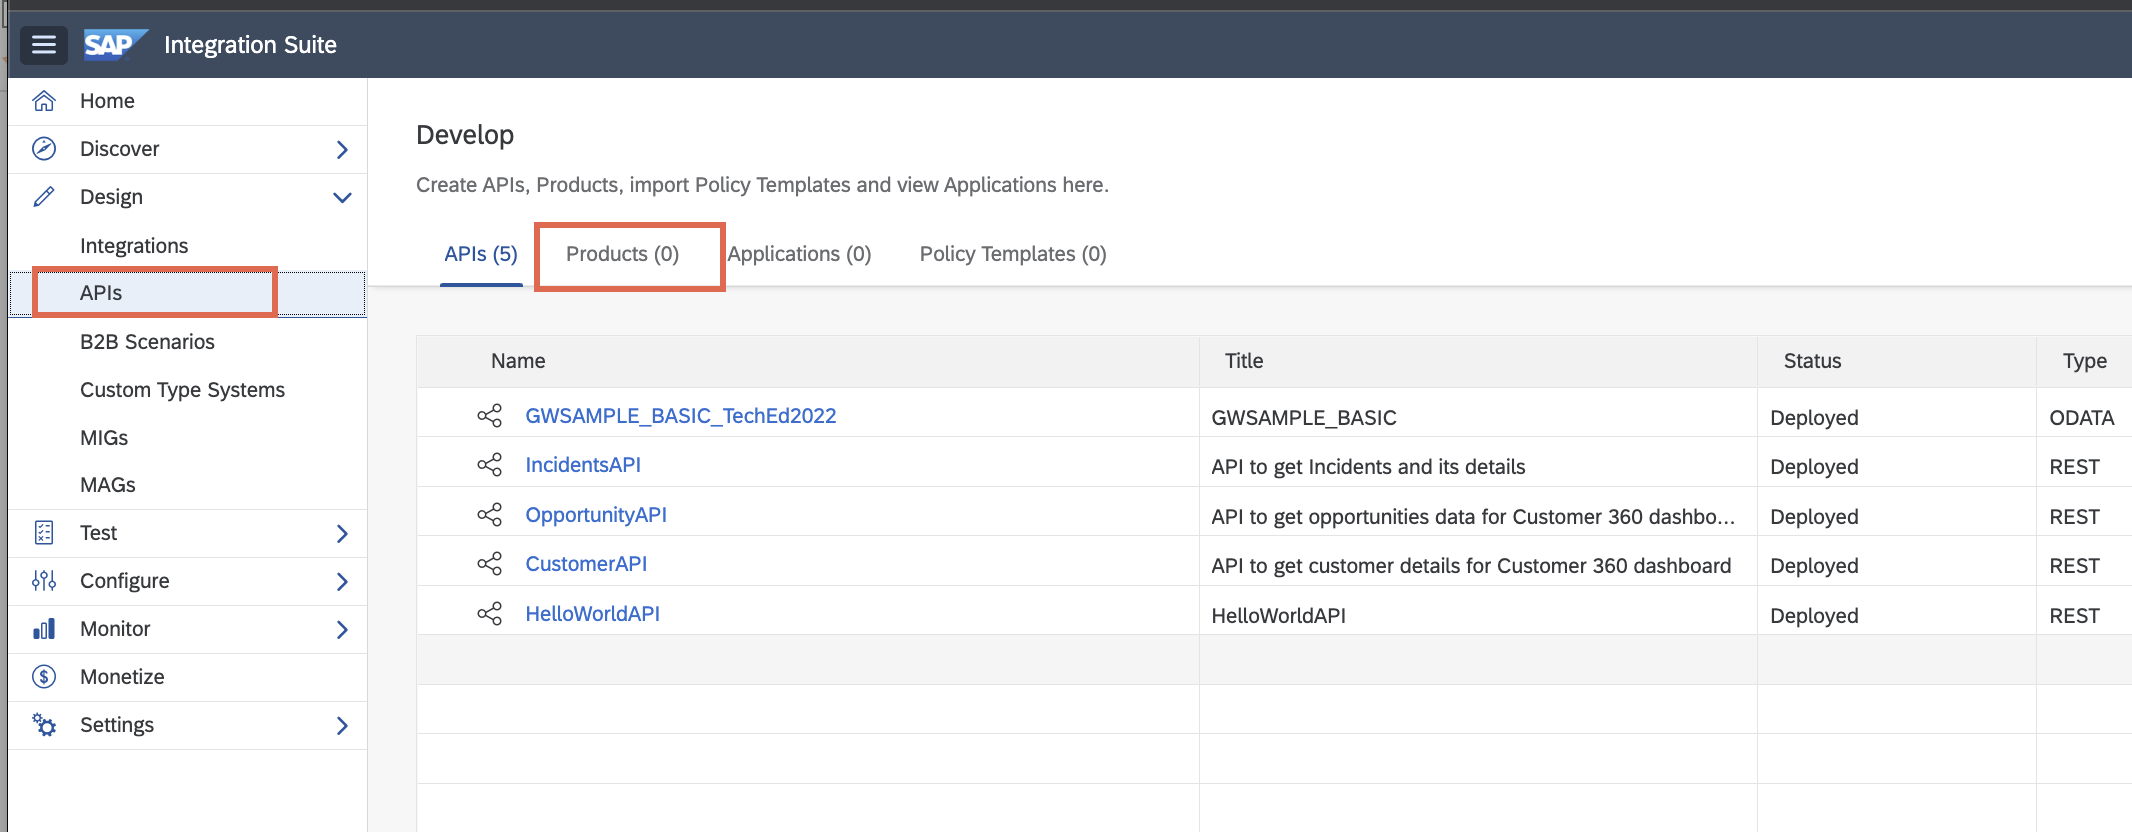 SAP Integration Suite
Home
Discover
Design
Integrations
APIs
B2B Scenarios
Custom Type Systems
MIGs
MAGs
Test
Configure
Monitor
Monetize
Settings
Develop
Create APIs, Products, import Policy Templates and view Applications here.
APIs (5) Products (0) Applications (0) Policy Templates (0)
Name Title Status Type
GWSAMPLE_BASIC_TechEd2022 GWSAMPLE_BASIC Deployed ODATA
IncidentsAPI API to get Incidents and its details Deployed REST
OpportunityAPI API to get opportunities data for Customer 360 dashbo... Deployed REST
CustomerAPI API to get customer details for Customer 360 dashboard Deployed REST
HelloWorldAPI HelloWorldAPI Deployed REST